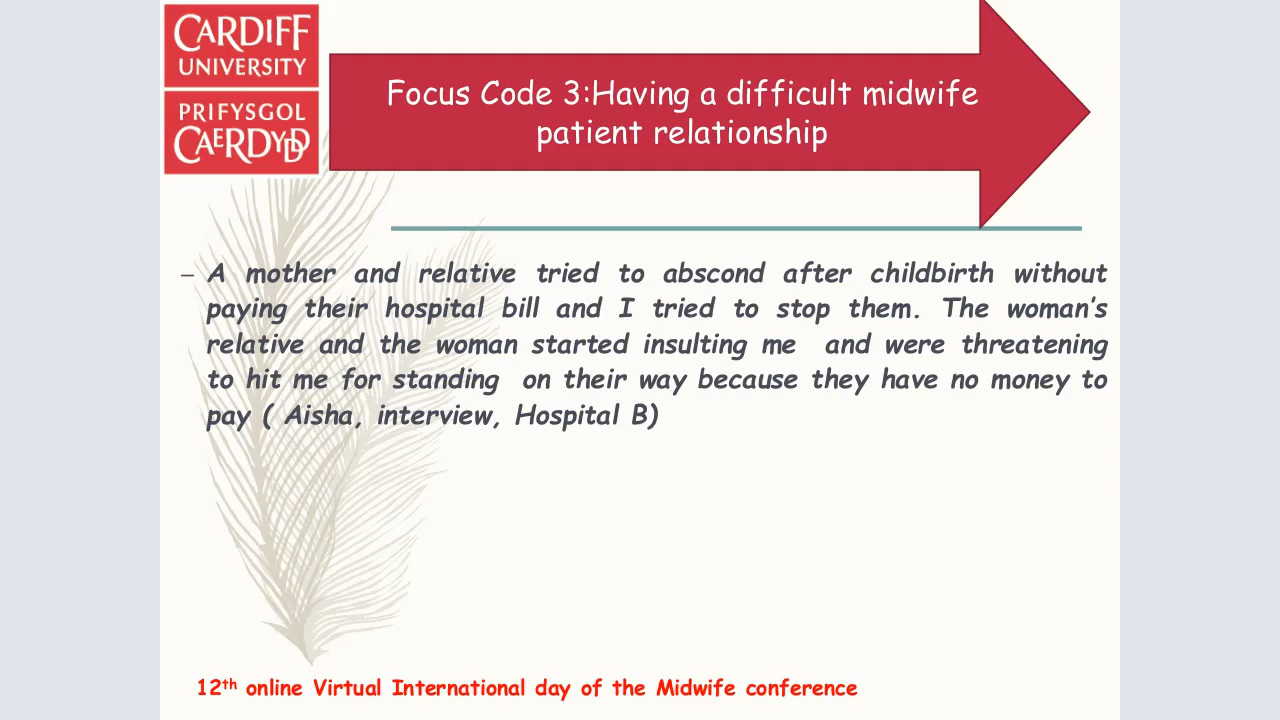 CARDIFF
UNIVERSITY
PRIFYSGOL
CAERDYDD
Focus Code 3:Having a difficult midwife
patient relationship
– A mother and relative tried to abscond after childbirth without
paying their hospital bill and I tried to stop them. The woman’s
relative and the woman started insulting me and were threatening
to hit me for standing on their way because they have no money to
pay ( Aisha, interview, Hospital B)
12th online Virtual International day of the Midwife conference